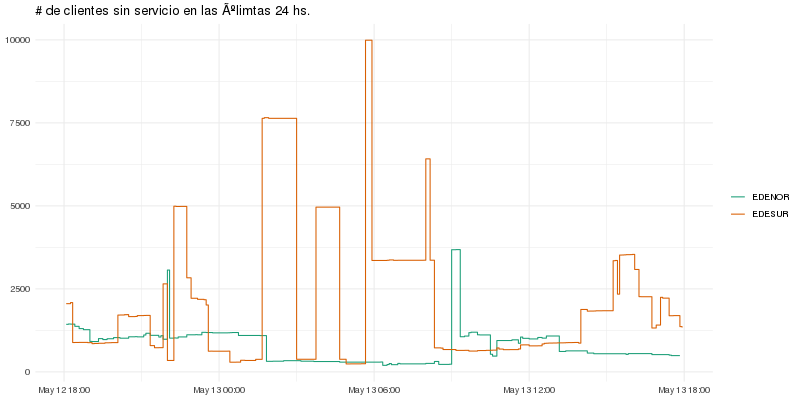 # de clientes sin servicio en las Ãºlimtas 24 hs.
10000
7500
5000
2500
0
May 12 18:00
May 13 00:00
May 13 06:00
May 13 12:00
May 13 18:00
EDENOR
EDESUR